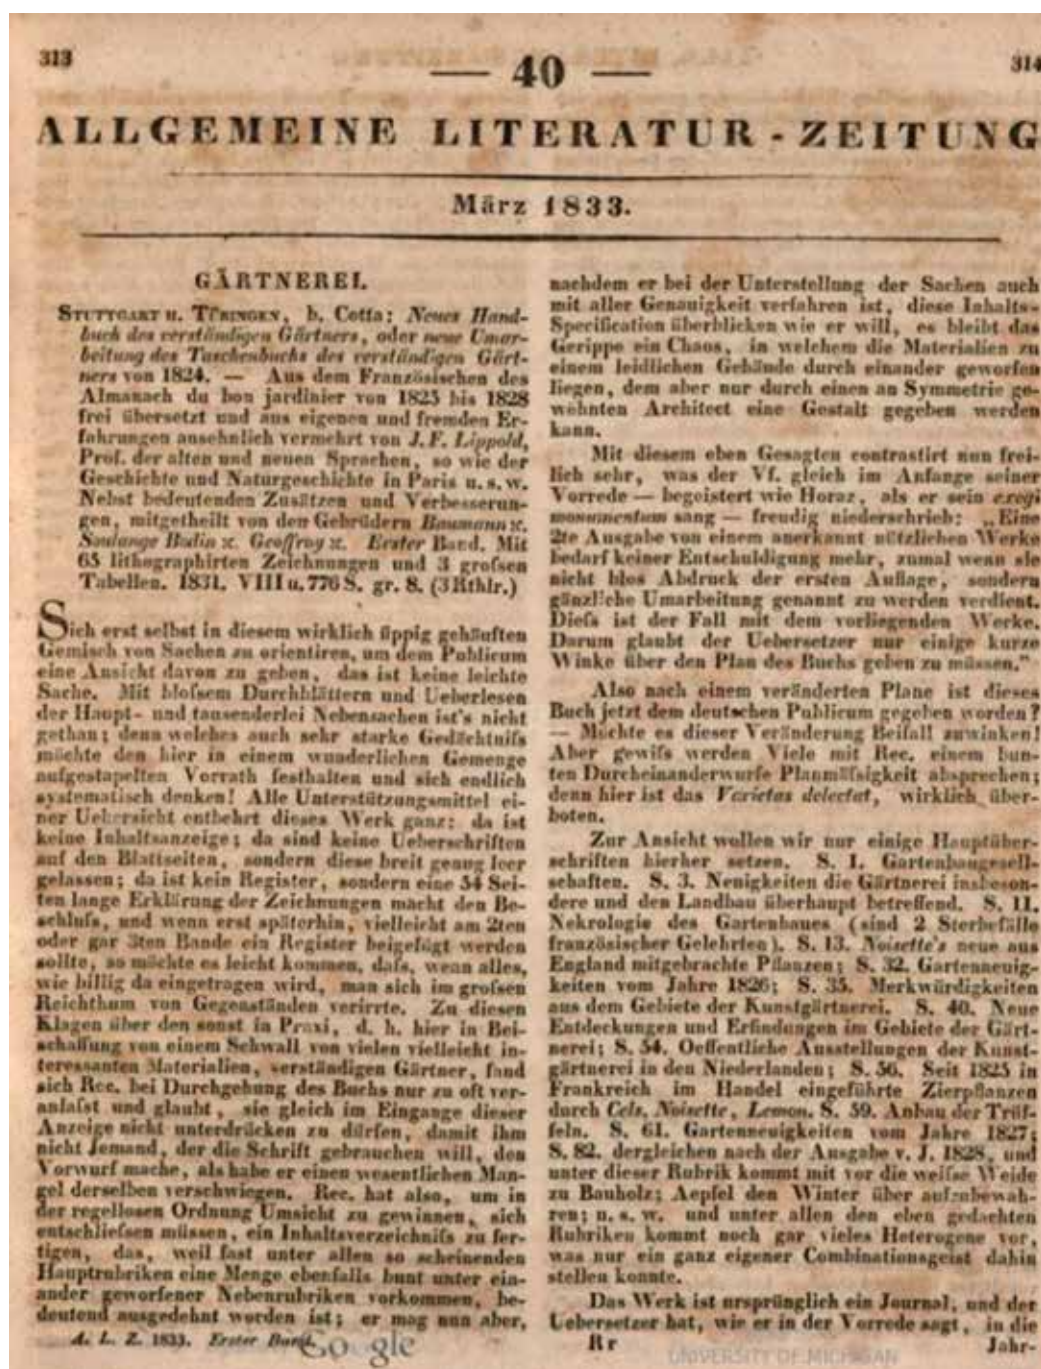 313
— 40 —
314
ALLGEMEINE LITERATUR - ZEITUNG
März 1833.
GÄRTNEREI.
STUTTGART u. TÜBINGEN, b. Cotta: Neues Hand-
buch des verständigen Gärtners, oder neue Umar-
beitung des Taschenbuchs des verständigen Gärt-
ners von 1824. — Aus dem Französischen des
Almanach du bon jardinier von 1825 bis 1828
frei übersetzt und aus eigenen und fremden Er-
fahrungen ansehnlich vermehrt von J. F. Lippold,
Prof. der alten und neuen Sprachen, so wie der
Geschichte und Naturgeschichte in Paris u. s. w.
Nebst bedeutenden Zusätzen und Verbesserun-
gen, mitgetheilt von den Gebrüdern Baumann x.
Soulange Bodin x. Geoffroy x. Erster Band. Mit
65 lithographirten Zeichnungen und 3 grofsen
Tabellen. 1831. VIII u. 776 S. gr. 8. (3 Rthlr.)
Sich erst selbst in diesem wirklich üppig gehäuften
Gemisch von Sachen zu orientiren, um dem Publicum
eine Ansicht davon zu geben, das ist keine leichte
Sache. Mit blofsem Durchblättern und Ueberlesen
der Haupt- und tausenderlei Nebensachen ist's nicht
gethan; denn welches auch sehr starke Gedächtnifs
möchte den hier in einem wunderlichen Gemenge
aufgestapelten Vorrath festhalten und sich endlich
systematisch denken! Alle Unterstützungsmittel ei-
ner Uebersicht entbehrt dieses Werk ganz: da ist
keine Inhaltsanzeige; da sind keine Ueberschriften
auf den Blattseiten, sondern diese breit genug leer
gelassen; da ist kein Register, sondern eine 54 Sei-
ten lange Erklärung der Zeichnungen macht den Be-
schlufs, und wenn erst späterhin, vielleicht am 2ten
oder gar 3ten Bande ein Register beigefügt werden
sollte, so möchte es leicht kommen, dafs, wenn alles,
wie billig da eingetragen wird, man sich im grofsen
Reichthum von Gegenständen verirrte. Zu diesen
Klagen über den sonst in Praxi, d. h. hier in Bei-
schaffung von einem Schwall von vielen vielleicht in-
teressanten Materialien, verständigen Gärtner, fand
sich Rec. bei Durchgehung des Buchs nur zu oft ver-
anlafst und glaubt, sie gleich im Eingange dieser
Anzeige nicht unterdrücken zu dürfen, damit ihm
nicht Jemand, der die Schrift gebrauchen will, den
Vorwurf mache, als habe er einen wesentlichen Man-
gel derselben verschwiegen. Rec. hat also, um in
der regellosen Ordnung Umsicht zu gewinnen, sich
entschliefsen müssen, ein Inhaltsverzeichnifs zu fer-
tigen, das, weil fast unter allen so scheinenden
Hauptrubriken eine Menge ebenfalls bunt unter ein-
ander geworfener Nebenrubriken vorkommen, be-
deutend ausgedehnt worden ist; er mag nun aber,
A. L. Z. 1833. Erster Band.
nachdem er bei der Unterstellung der Sachen auch
mit aller Genauigkeit verfahren ist, diese Inhalts-
Specification überblicken wie er will, es bleibt das
Gerippe ein Chaos, in welchem die Materialien zu
einem leidlichen Gebäude durch einander geworfen
liegen, dem aber nur durch einen an Symmetrie ge-
wöhnten Architect eine Gestalt gegeben werden
kann.
Mit diesem eben Gesagten contrastirt nun frei-
lich sehr, was der Vf. gleich im Anfange seiner
Vorrede — begeistert wie Horaz, als er sein exegi
monumentum sang — freudig niederschrieb: „Eine
2te Ausgabe von einem anerkannt nützlichen Werke
bedarf keiner Entschuldigung mehr, zumal wenn sie
nicht blos Abdruck der ersten Auflage, sondern
gänzliche Umarbeitung genannt zu werden verdient.
Diefs ist der Fall mit dem vorliegenden Werke.
Darum glaubt der Uebersetzer nur einige kurze
Winke über den Plan des Buchs geben zu müssen."
Also nach einem veränderten Plane ist dieses
Buch jetzt dem deutschen Publicum gegeben worden?
— Möchte es dieser Veränderung Beifall zuwinken!
Aber gewifs werden Viele mit Rec. einem bun-
ten Durcheinanderwurfe Planmäfsigkeit absprechen;
denn hier ist das Varietas delectat, wirklich über-
boten.
Zur Ansicht wollen wir nur einige Hauptüber-
schriften hierher setzen. S. 1. Gartenbaugesell-
schaften. S. 3. Neuigkeiten die Gärtnerei insbeson-
dere und den Landbau überhaupt betreffend. S. 11.
Nekrologie des Gartenbaues (sind 2 Sterbefälle
französischer Gelehrten). S. 13. Noisette's neue aus
England mitgebrachte Pflanzen; S. 32. Gartenneuig-
keiten vom Jahre 1826; S. 35. Merkwürdigkeiten
aus dem Gebiete der Kunstgärtnerei. S. 40. Neue
Entdeckungen und Erfindungen im Gebiete der Gärt-
nerei; S. 54. Oeffentliche Ausstellungen der Kunst-
gärtnerei in den Niederlanden; S. 56. Seit 1825 in
Frankreich im Handel eingeführte Zierpflanzen
durch Cels, Noisette, Lemon. S. 59. Anbau der Trüf-
feln. S. 61. Gartenneuigkeiten vom Jahre 1827;
S. 82. dergleichen nach der Ausgabe v. J. 1828, und
unter dieser Rubrik kommt mit vor die weifse Weide
zu Bauholz; Aepfel den Winter über aufzubewah-
ren; u. s. w. und unter allen den eben gedachten
Rubriken kommt noch gar vieles Heterogene vor,
was nur ein ganz eigener Combinationsgeist dahin
stellen konnte.
Das Werk ist ursprünglich ein Journal, und der
Uebersetzer hat, wie er in der Vorrede sagt, in die
Rr
Jahr-
Google
UNIVERSITY OF MICHIGAN